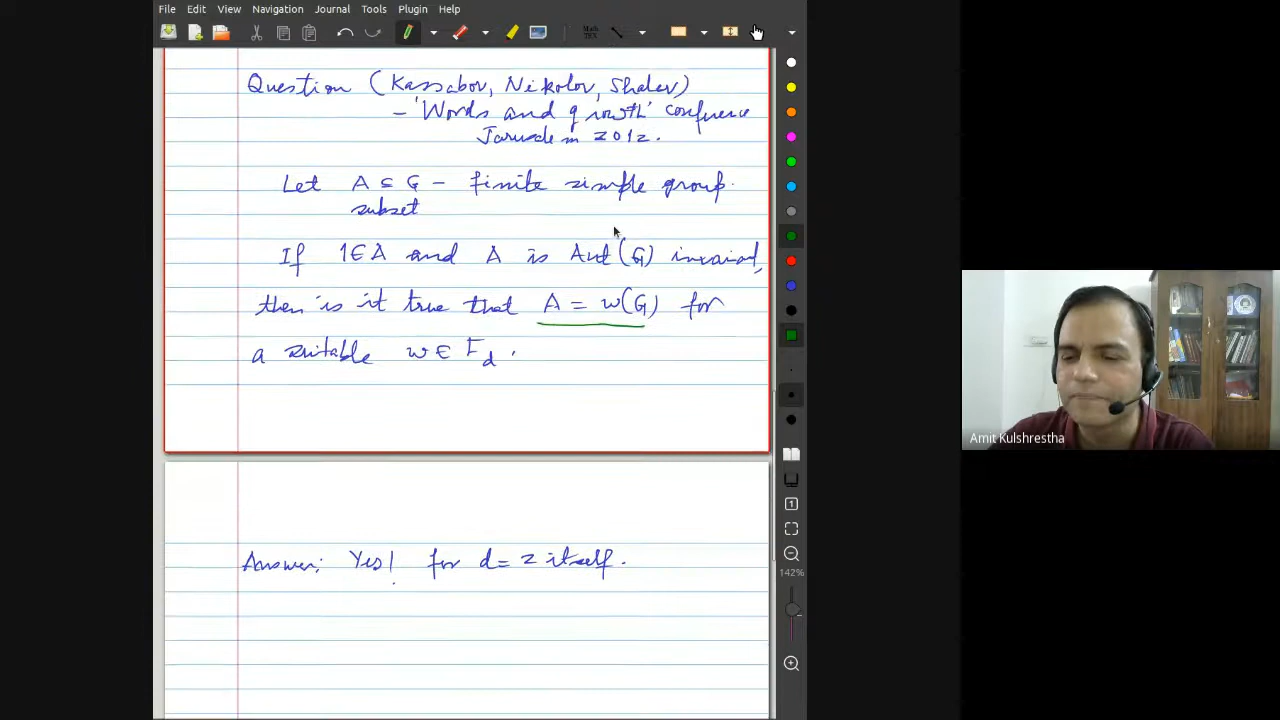 File Edit View Navigation Journal Tools Plugin Help
Question (Kassabov, Nikolov, Shalev)
- 'Words and growth' conference
Jerusalem 2012.
Let A ⊆ G - finite simple group.
subset
If 1 ∈ A and A is Aut(G) invariant,
then is it true that A = w(G) for
a suitable w ∈ F_d.
Amit Kulshrestha
Answer: Yes! for d = 2 itself.
142%